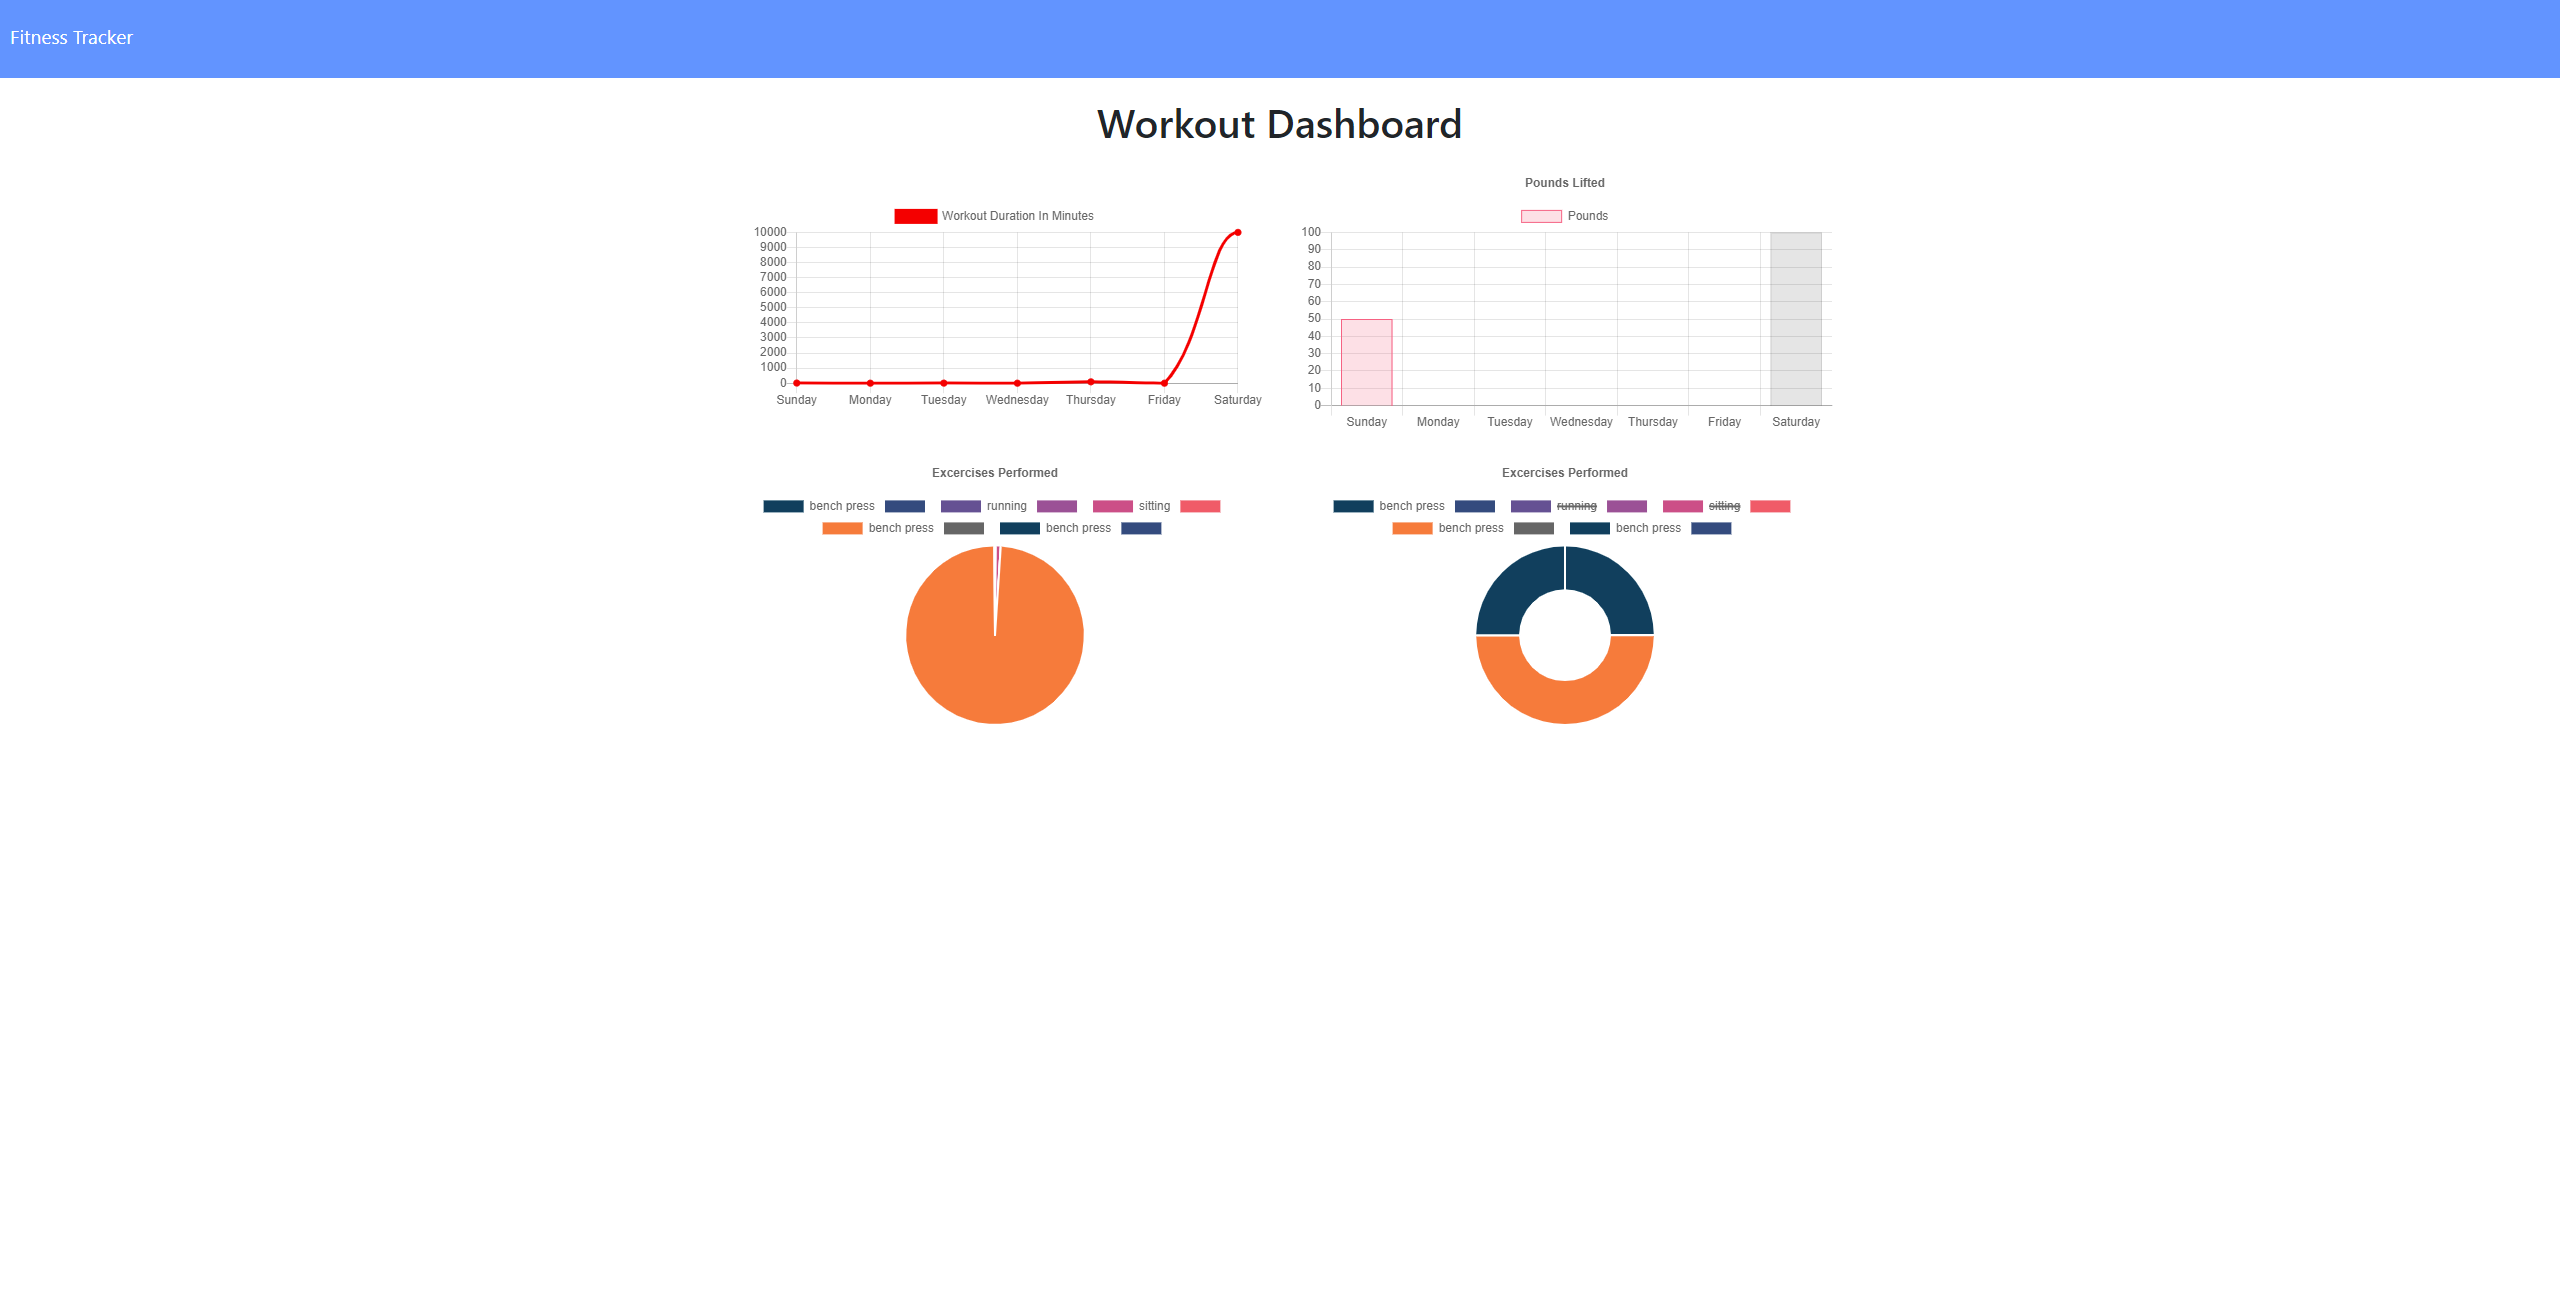 Fitness Tracker
Workout Dashboard
Workout Duration In Minutes
10000
9000
8000
7000
6000
5000
4000
3000
2000
1000
0
Sunday Monday Tuesday Wednesday Thursday Friday Saturday
Pounds Lifted
Pounds
100
90
80
70
60
50
40
30
20
10
0
Sunday Monday Tuesday Wednesday Thursday Friday Saturday
Excercises Performed
bench press running sitting
bench press bench press
Excercises Performed
bench press running sitting
bench press bench press